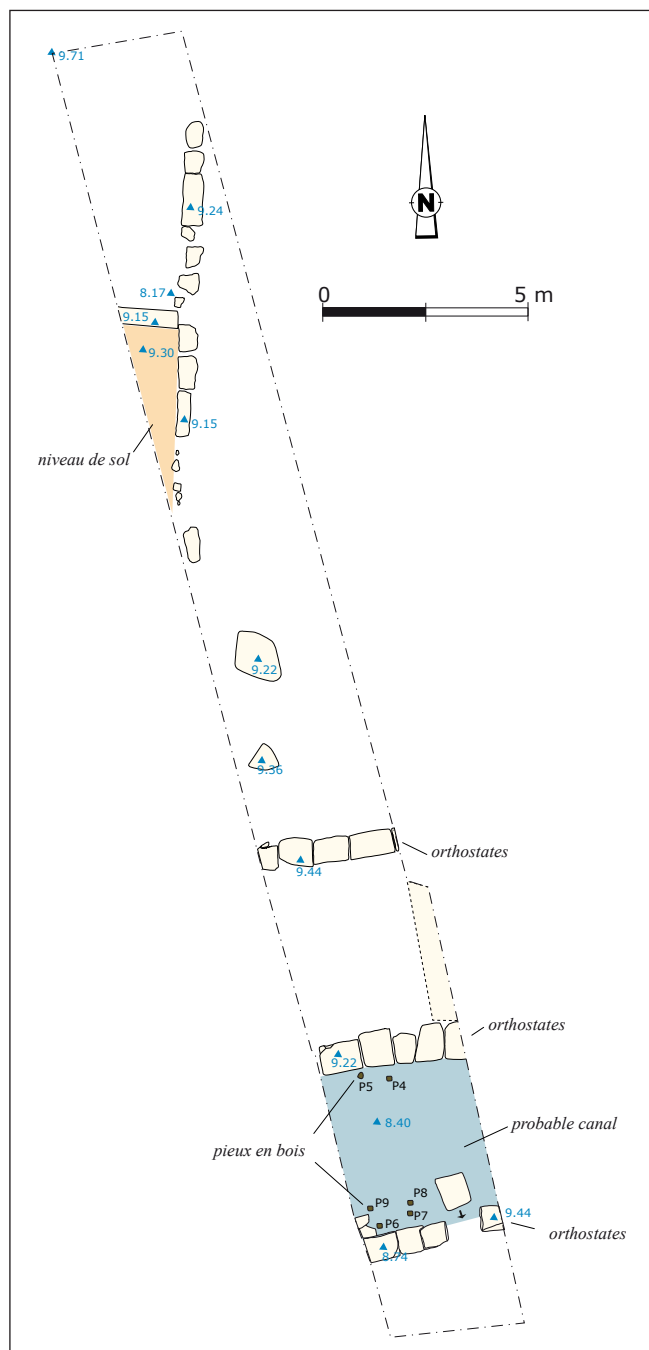 9.71
N
9.24
0 5 m
8.17
9.15
9.30
9.15
niveau de sol
9.22
9.36
orthostates
9.44
orthostates
9.22
P5 P4
8.40
probable canal
pieux en bois
P9 P8
P7
P6
9.44
orthostates
8.74